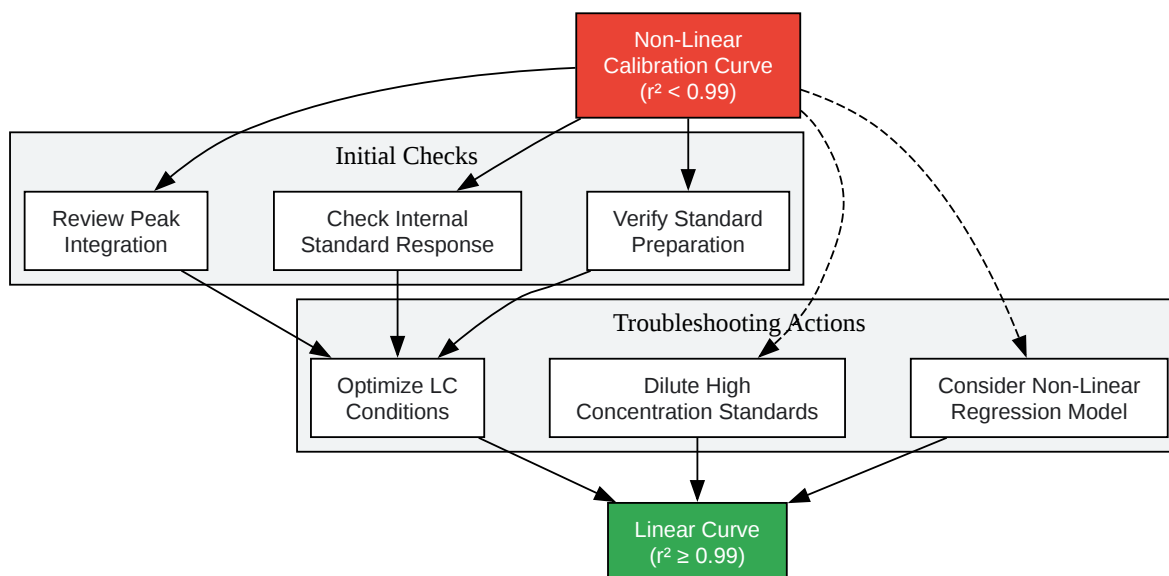 Non-Linear
Calibration Curve
(r² < 0.99)
Initial Checks
Review Peak
Integration
Check Internal
Standard Response
Verify Standard
Preparation
Troubleshooting Actions
Optimize LC
Conditions
Dilute High
Concentration Standards
Consider Non-Linear
Regression Model
Linear Curve
(r² ≥ 0.99)